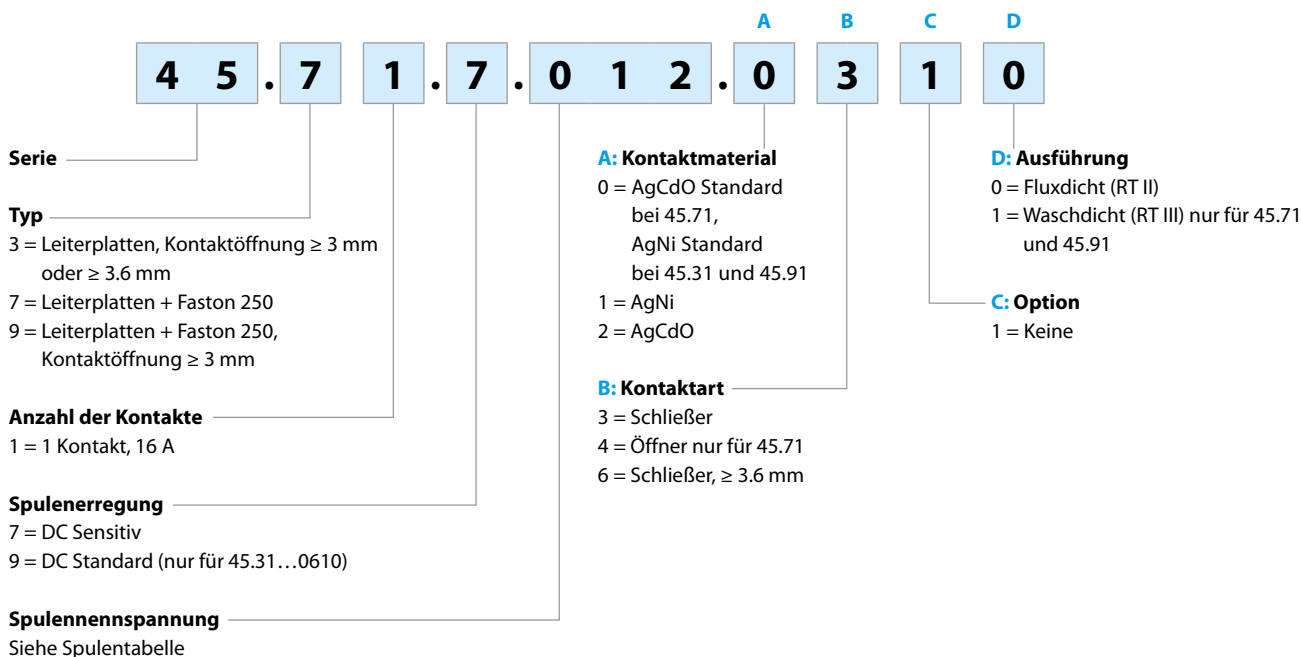 A B C D
4 5 . 7 1 . 7 . 0 1 2 . 0 3 1 0
Serie
Typ
3 = Leiterplatten, Kontaktöffnung ≥ 3 mm
oder ≥ 3.6 mm
7 = Leiterplatten + Faston 250
9 = Leiterplatten + Faston 250,
Kontaktöffnung ≥ 3 mm
Anzahl der Kontakte
1 = 1 Kontakt, 16 A
Spulenerregung
7 = DC Sensitiv
9 = DC Standard (nur für 45.31…0610)
Spulennennspannung
Siehe Spulentabelle
A: Kontaktmaterial
0 = AgCdO Standard
bei 45.71,
AgNi Standard
bei 45.31 und 45.91
1 = AgNi
2 = AgCdO
B: Kontaktart
3 = Schließer
4 = Öffner nur für 45.71
6 = Schließer, ≥ 3.6 mm
D: Ausführung
0 = Fluxdicht (RT II)
1 = Waschdicht (RT III) nur für 45.71
und 45.91
C: Option
1 = Keine